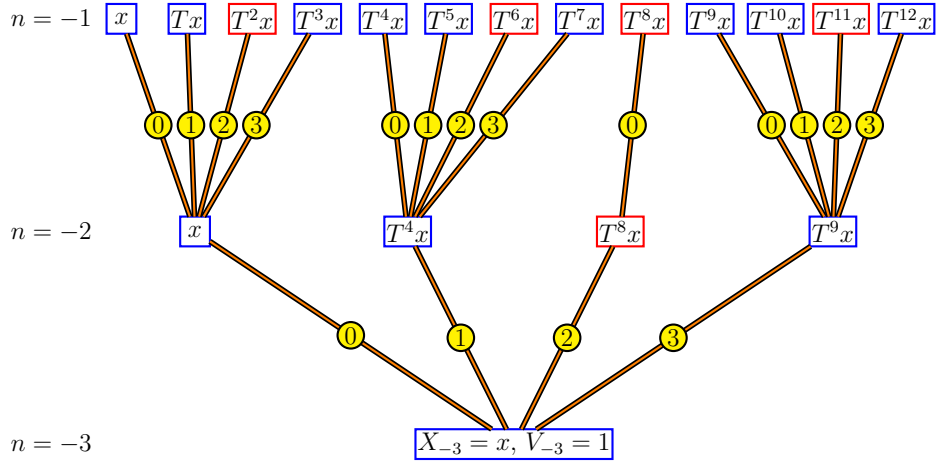 n = −1 x Tx T²x T³x T⁴x T⁵x T⁶x T⁷x T⁸x T⁹x T¹⁰x T¹¹x T¹²x
0 1 2 3 0 1 2 3 0 0 1 2 3
n = −2 x T⁴x T⁸x T⁹x
0 1 2 3
n = −3 X₋₃ = x, V₋₃ = 1